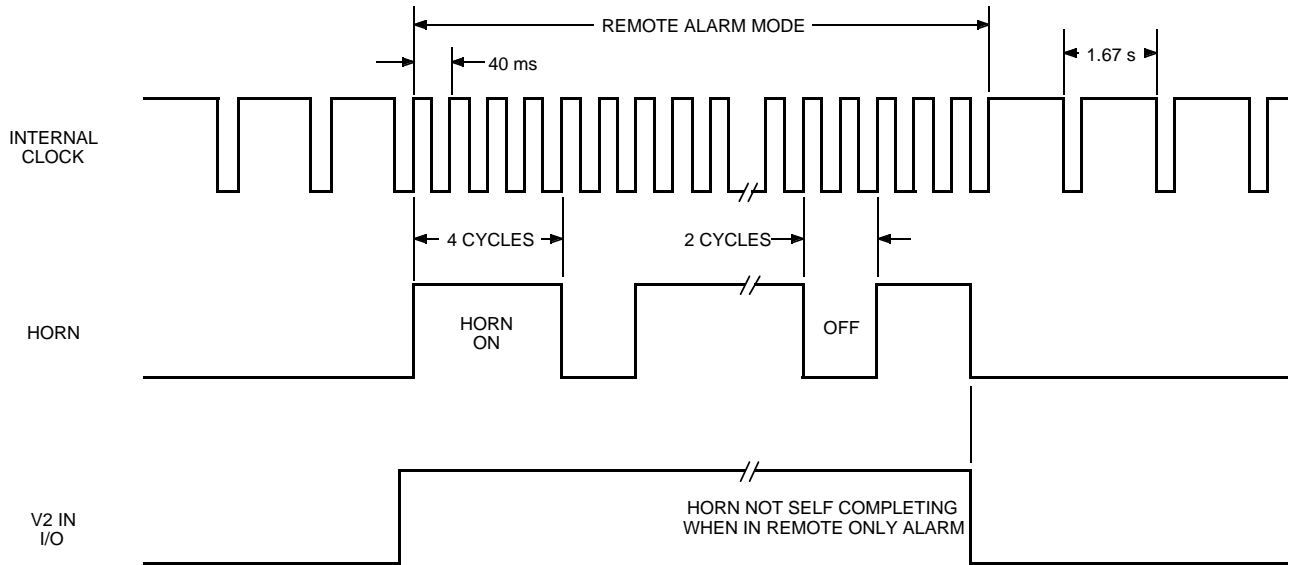 REMOTE ALARM MODE
40 ms
1.67 s
INTERNAL
CLOCK
4 CYCLES
2 CYCLES
HORN
HORN
ON
OFF
V2 IN
I/O
HORN NOT SELF COMPLETING
WHEN IN REMOTE ONLY ALARM